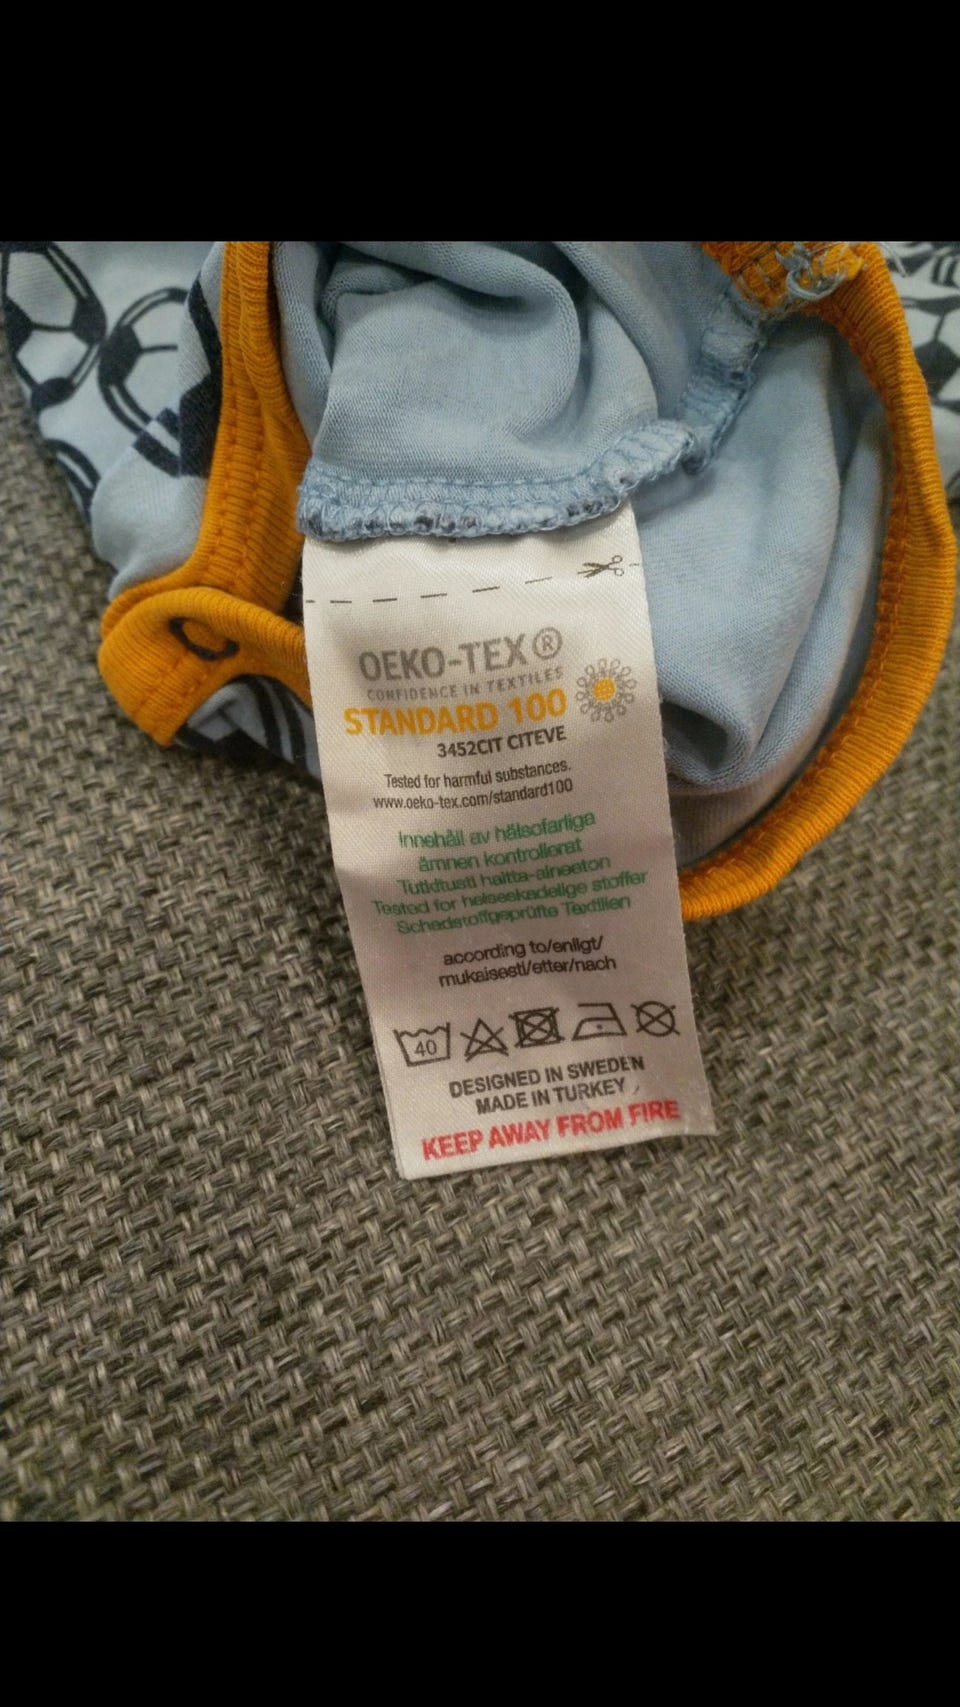 OEKO-TEX®
CONFIDENCE IN TEXTILES
STANDARD 100
3452CIT CITEVE
Tested for harmful substances.
www.oeko-tex.com/standard100
Innehåll av hälsofarliga
ämnen kontrollerat
Tutkitusti haitta-aineeton
Tested for helseskadelige stoffer
Schadstoffgeprüfte Textilien
according to/enligt/
mukaisesti/etter/nach
40
DESIGNED IN SWEDEN
MADE IN TURKEY
KEEP AWAY FROM FIRE